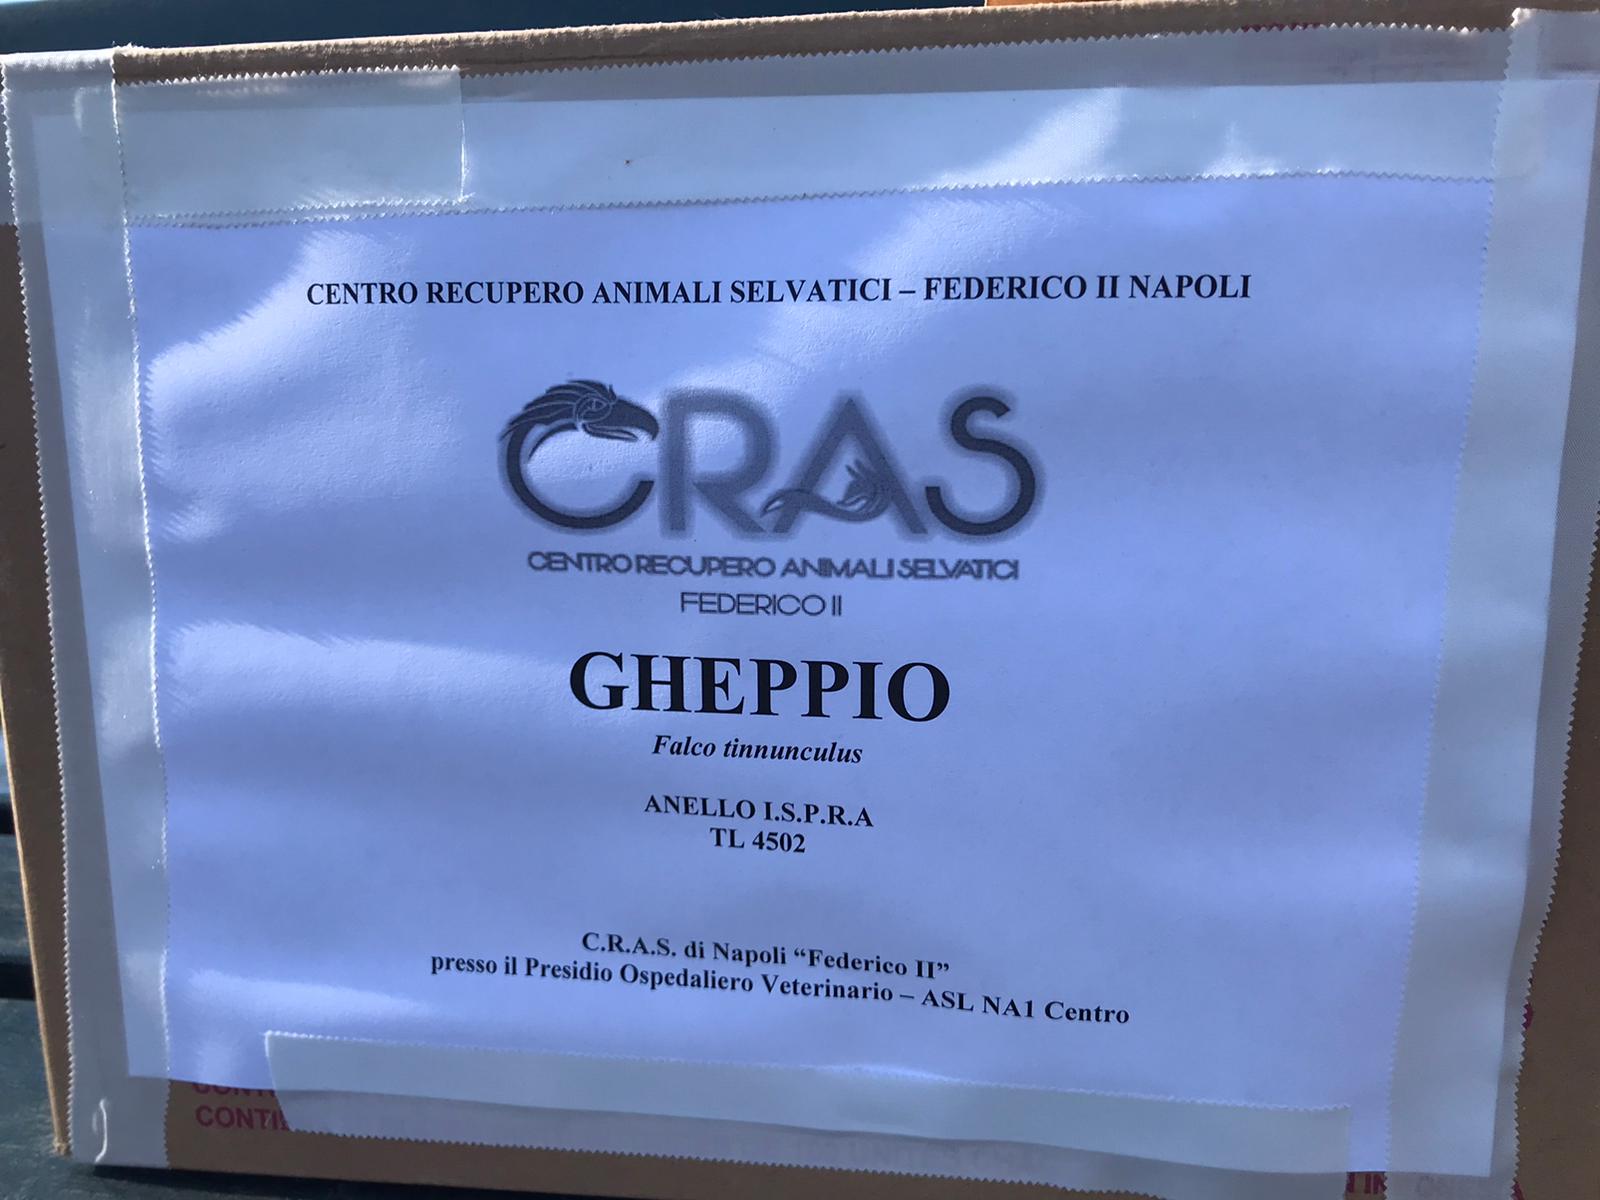 CENTRO RECUPERO ANIMALI SELVATICI – FEDERICO II NAPOLI
CRAS
CENTRO RECUPERO ANIMALI SELVATICI
FEDERICO II
GHEPPIO
Falco tinnunculus
ANELLO I.S.P.R.A
TL 4502
C.R.A.S. di Napoli “Federico II”
presso il Presidio Ospedaliero Veterinario – ASL NA1 Centro